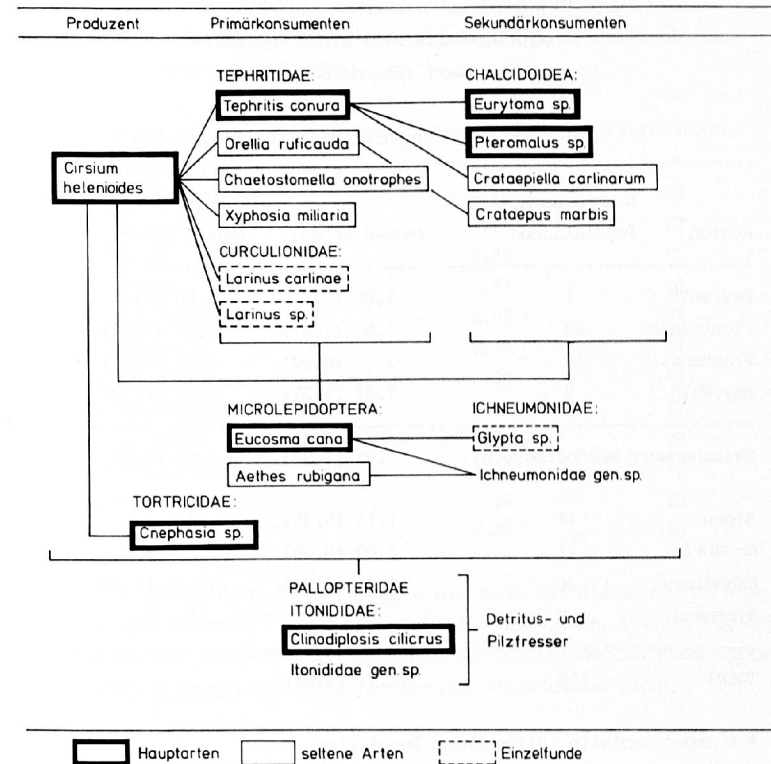 Produzent Primärkonsumenten Sekundärkonsumenten
TEPHRITIDAE: CHALCIDOIDEA:
Tephritis conura Eurytoma sp.
Orellia ruficauda Pteromalus sp.
Cirsium
helenioides
Chaetostomella onotrophes Crataepiella carlinarum
Xyphosia miliaria Crataepus marbis
CURCULIONIDAE:
Larinus carlinae
Larinus sp.
MICROLEPIDOPTERA: ICHNEUMONIDAE:
Eucosma cana Glypta sp.
Aethes rubigana Ichneumonidae gen.sp.
TORTRICIDAE:
Cnephasia sp.
PALLOPTERIDAE
ITONIDIDAE:
Clinodiplosis cilicrus
Itonididae gen.sp.
Detritus- und
Pilzfresser
Hauptarten seltene Arten Einzelfunde